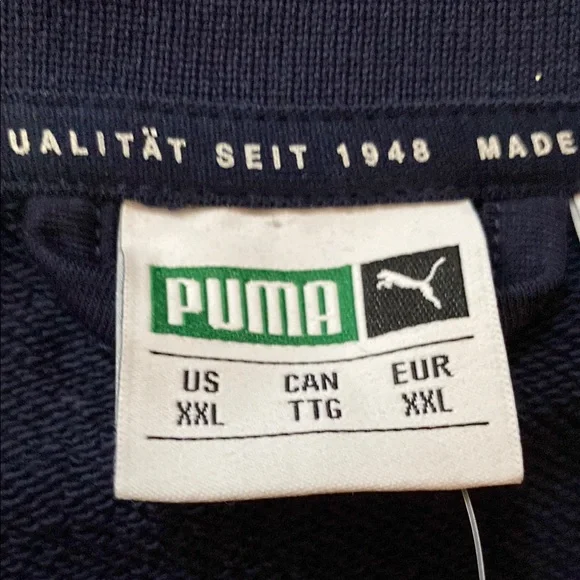 UALITÄT SEIT 1948 MADE
PUMA
US CAN EUR
XXL TTG XXL